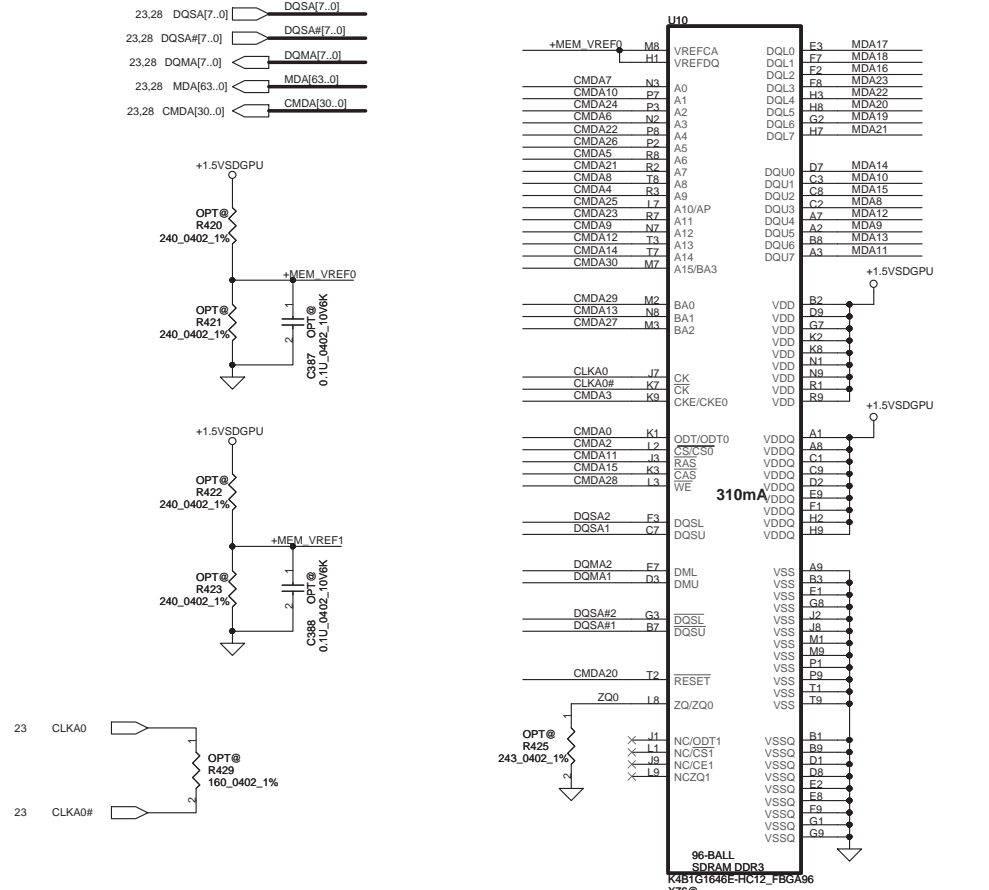 23,28 DQSA[7..0] DQSA[7..0]
23,28 DQSA#[7..0] DQSA#[7..0]
23,28 DQMA[7..0] DQMA[7..0]
23,28 MDA[63..0] MDA[63..0]
23,28 CMDA[30..0] CMDA[30..0]
+1.5VSDGPU
OPT@
R420
240_0402_1%
+MEM_VREF0
OPT@
R421
240_0402_1%
1
2
C387 OPT@
0.1U_0402_10V6K
+1.5VSDGPU
OPT@
R422
240_0402_1%
+MEM_VREF1
OPT@
R423
240_0402_1%
1
2
C388 OPT@
0.1U_0402_10V6K
23 CLKA0
1
OPT@
R429
160_0402_1%
2
23 CLKA0#
U10
+MEM_VREF0 M8 VREFCA
H1 VREFDQ
CMDA7 N3 A0
CMDA10 P7 A1
CMDA24 P3 A2
CMDA6 N2 A3
CMDA22 P8 A4
CMDA26 P2 A5
CMDA5 R8 A6
CMDA21 R2 A7
CMDA8 T8 A8
CMDA4 R3 A9
CMDA25 L7 A10/AP
CMDA23 R7 A11
CMDA9 N7 A12
CMDA12 T3 A13
CMDA14 T7 A14
CMDA30 M7 A15/BA3
CMDA29 M2 BA0
CMDA13 N8 BA1
CMDA27 M3 BA2
CLKA0 J7 CK
CLKA0# K7 CK
CMDA3 K9 CKE/CKE0
CMDA0 K1 ODT/ODT0
CMDA2 L2 CS/CS0
CMDA11 J3 RAS
CMDA15 K3 CAS
CMDA28 L3 WE
310mA
DQSA2 F3 DQSL
DQSA1 C7 DQSU
DQMA2 E7 DML
DQMA1 D3 DMU
DQSA#2 G3 DQSL
DQSA#1 B7 DQSU
CMDA20 T2 RESET
ZQ0 L8 ZQ/ZQ0
1
OPT@
R425
243_0402_1%
2
J1 NC/ODT1
L1 NC/CS1
J9 NC/CE1
L9 NCZQ1
DQL0 E3 MDA17
DQL1 F7 MDA18
DQL2 F2 MDA16
DQL3 F8 MDA23
DQL4 H3 MDA22
DQL5 H8 MDA20
DQL6 G2 MDA19
DQL7 H7 MDA21
DQU0 D7 MDA14
DQU1 C3 MDA10
DQU2 C8 MDA15
DQU3 C2 MDA8
DQU4 A7 MDA12
DQU5 A2 MDA9
DQU6 B8 MDA13
DQU7 A3 MDA11
+1.5VSDGPU
VDD B2
VDD D9
VDD G7
VDD K2
VDD K8
VDD N1
VDD N9
VDD R1
VDD R9
+1.5VSDGPU
VDDQ A1
VDDQ A8
VDDQ C1
VDDQ C9
VDDQ D2
VDDQ E9
VDDQ F1
VDDQ H2
VDDQ H9
VSS A9
VSS B3
VSS E1
VSS G8
VSS J2
VSS J8
VSS M1
VSS M9
VSS P1
VSS P9
VSS T1
VSS T9
VSSQ B1
VSSQ B9
VSSQ D1
VSSQ D8
VSSQ E2
VSSQ E8
VSSQ F9
VSSQ G1
VSSQ G9
96-BALL
SDRAM DDR3
K4B1G1646E-HC12_FBGA96